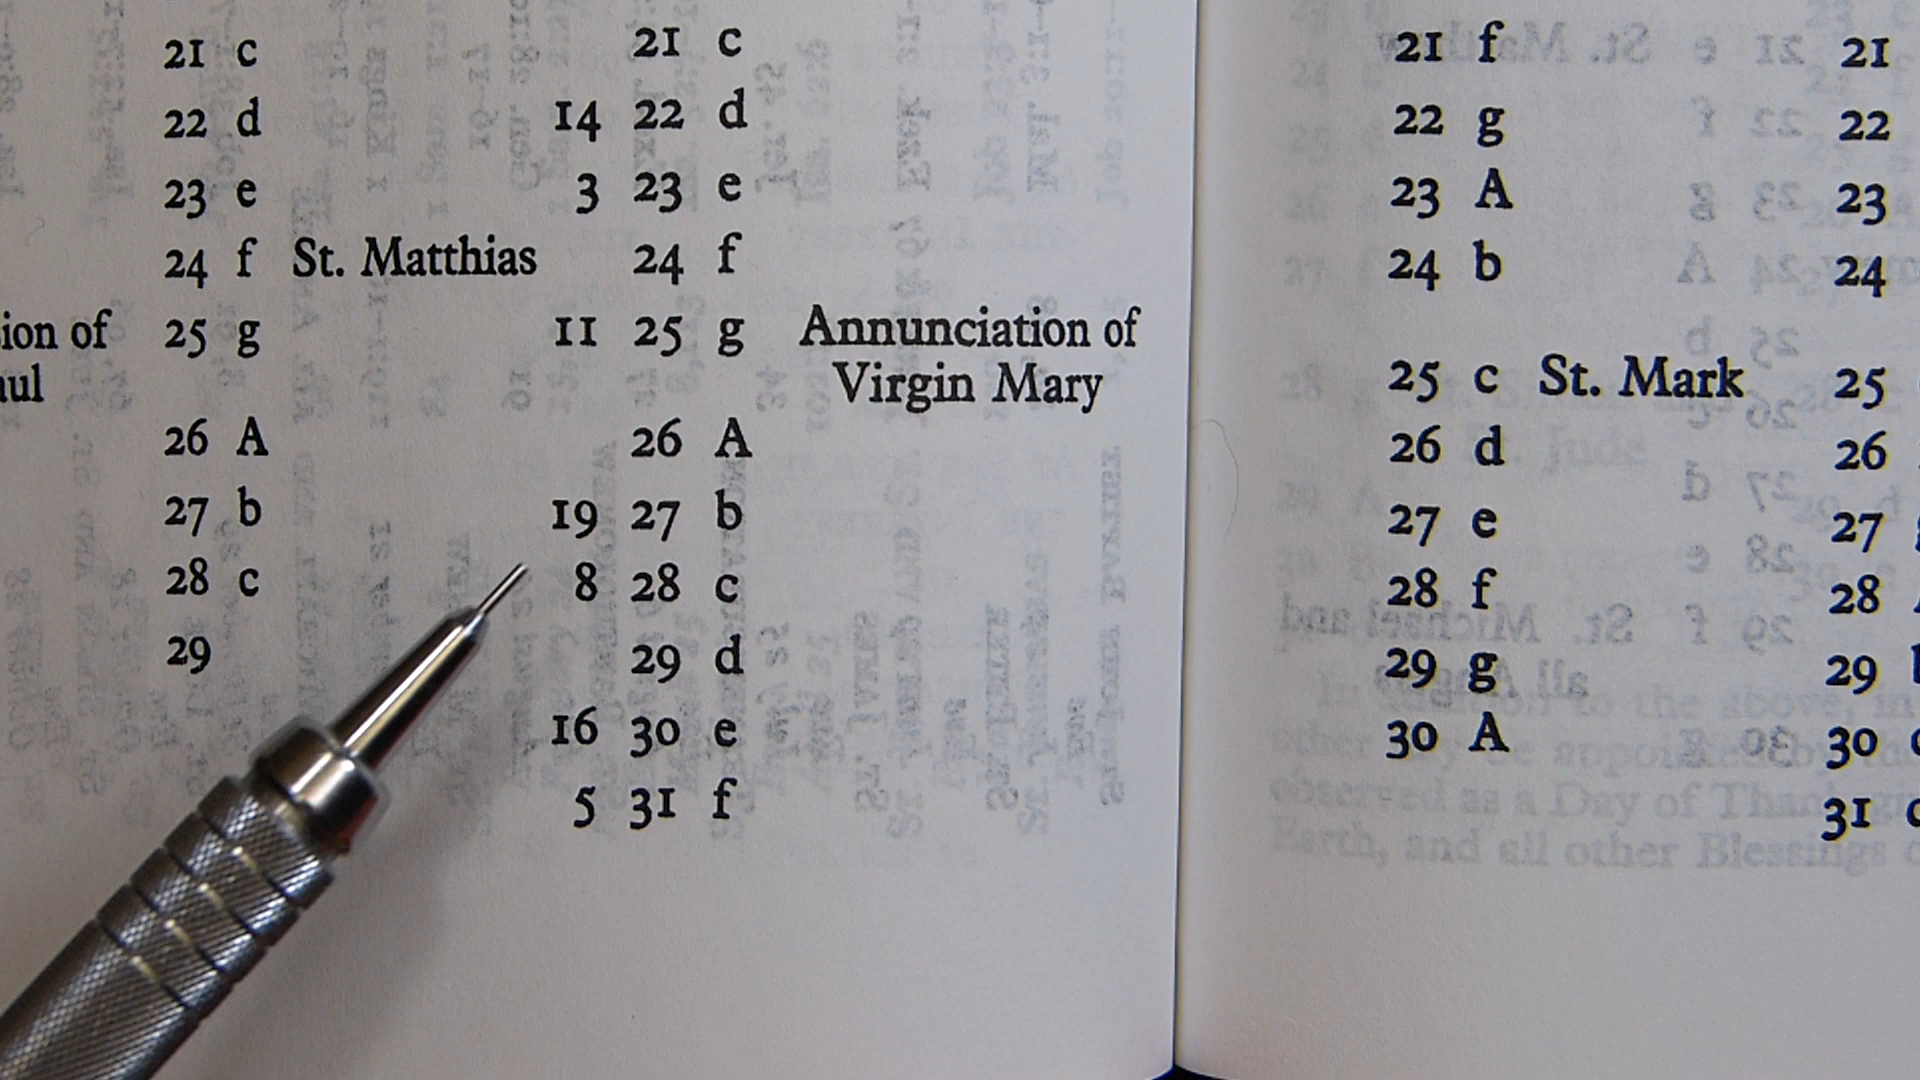 21 c 21 c 21 f 21
22 d 14 22 d 22 g 22
23 e 3 23 e 23 A 23
24 f St. Matthias 24 f 24 b 24
ion of 25 g 11 25 g Annunciation of
Virgin Mary 25 c St. Mark 25
26 A 26 A 26 d 26
27 b 19 27 b 27 e 27
28 c 8 28 c 28 f 28
29 29 d 29 g 29
16 30 e 30 A 30
5 31 f 31